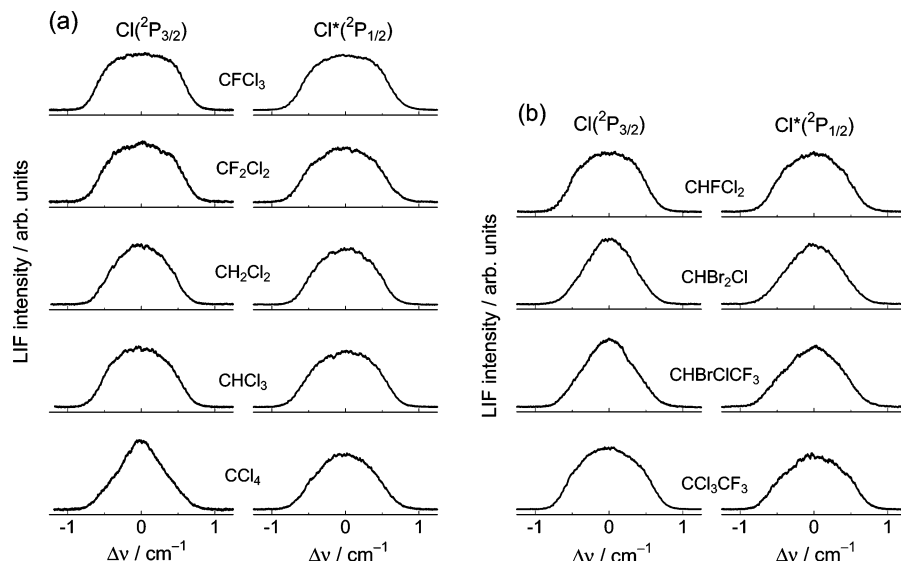 (a)
Cl(²P₃/₂) Cl*(²P₁/₂)
CFCl₃
CF₂Cl₂
CH₂Cl₂
CHCl₃
CCl₄
LIF intensity / arb. units
-1 0 1 -1 0 1
Δν / cm⁻¹ Δν / cm⁻¹
(b)
Cl(²P₃/₂) Cl*(²P₁/₂)
CHFCl₂
CHBr₂Cl
CHBrClCF₃
CCl₃CF₃
LIF intensity / arb. units
-1 0 1 -1 0 1
Δν / cm⁻¹ Δν / cm⁻¹